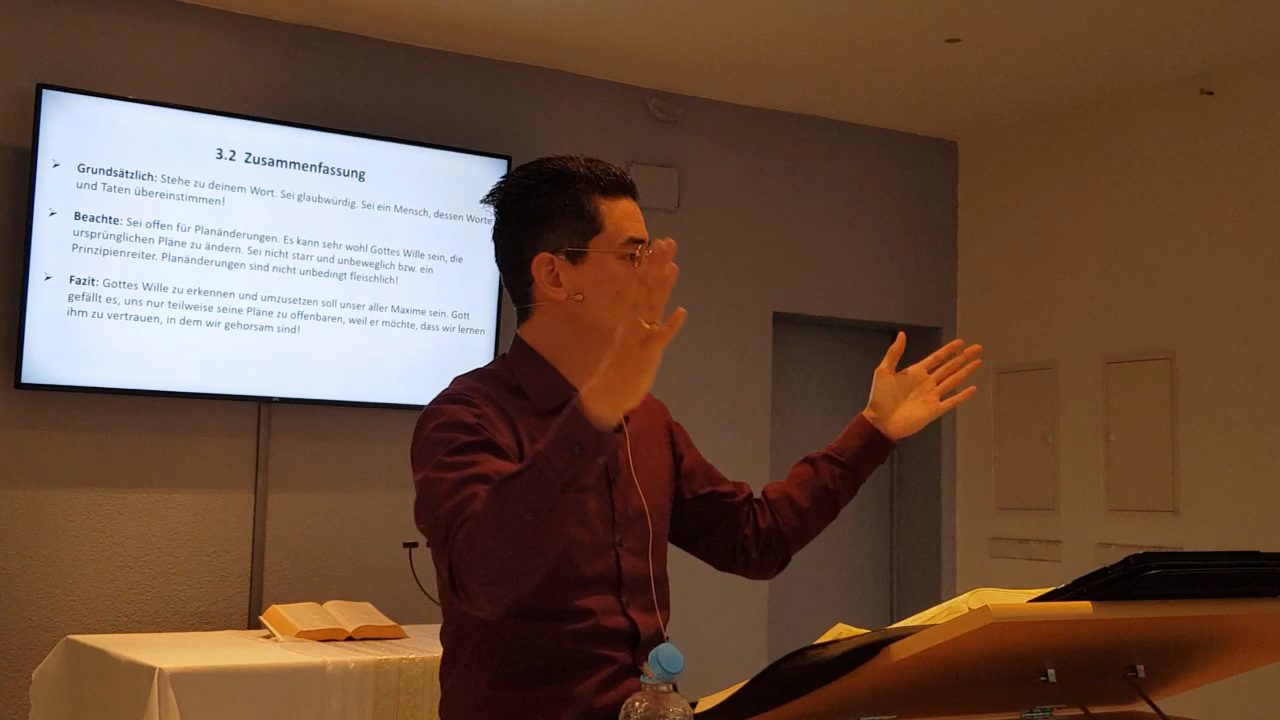 3.2 Zusammenfassung
➢ Grundsätzlich: Stehe zu deinem Wort. Sei glaubwürdig. Sei ein Mensch, dessen Worte
und Taten übereinstimmen!
➢ Beachte: Sei offen für Planänderungen. Es kann sehr wohl Gottes Wille sein, die
ursprünglichen Pläne zu ändern. Sei nicht starr und unbeweglich bzw. ein
Prinzipienreiter. Planänderungen sind nicht unbedingt fleischlich!
➢ Fazit: Gottes Wille zu erkennen und umzusetzen soll unser aller Maxime sein. Gott
gefällt es, uns nur teilweise seine Pläne zu offenbaren, weil er möchte, dass wir lernen
ihm zu vertrauen, in dem wir gehorsam sind!